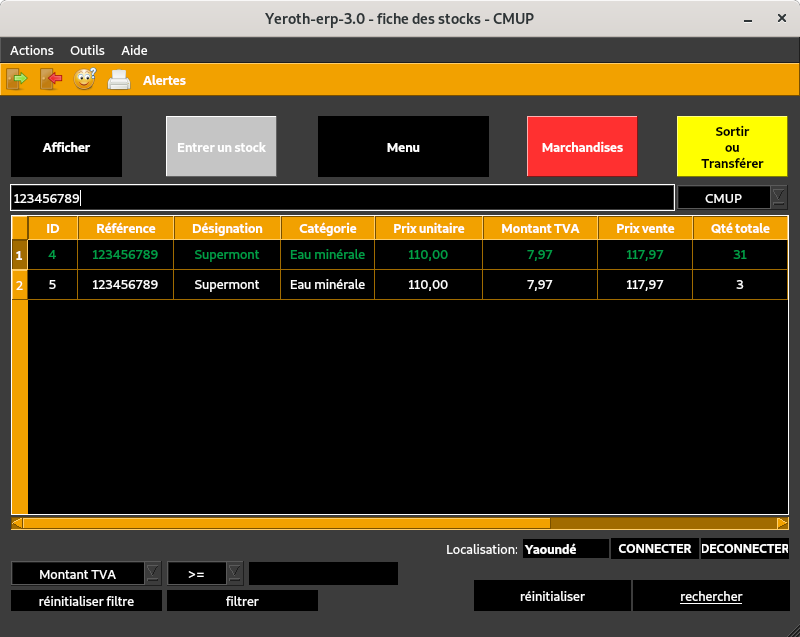 Yeroth-erp-3.0 - fiche des stocks - CMUP
Actions Outils Aide
Alertes
Afficher
Entrer un stock
Menu
Marchandises
Sortir
ou
Transférer
123456789
CMUP
ID Référence Désignation Catégorie Prix unitaire Montant TVA Prix vente Qté totale
1 4 123456789 Supermont Eau minérale 110,00 7,97 117,97 31
2 5 123456789 Supermont Eau minérale 110,00 7,97 117,97 3
Localisation: Yaoundé CONNECTER DECONNECTER
Montant TVA >=
réinitialiser filtre filtrer
réinitialiser rechercher